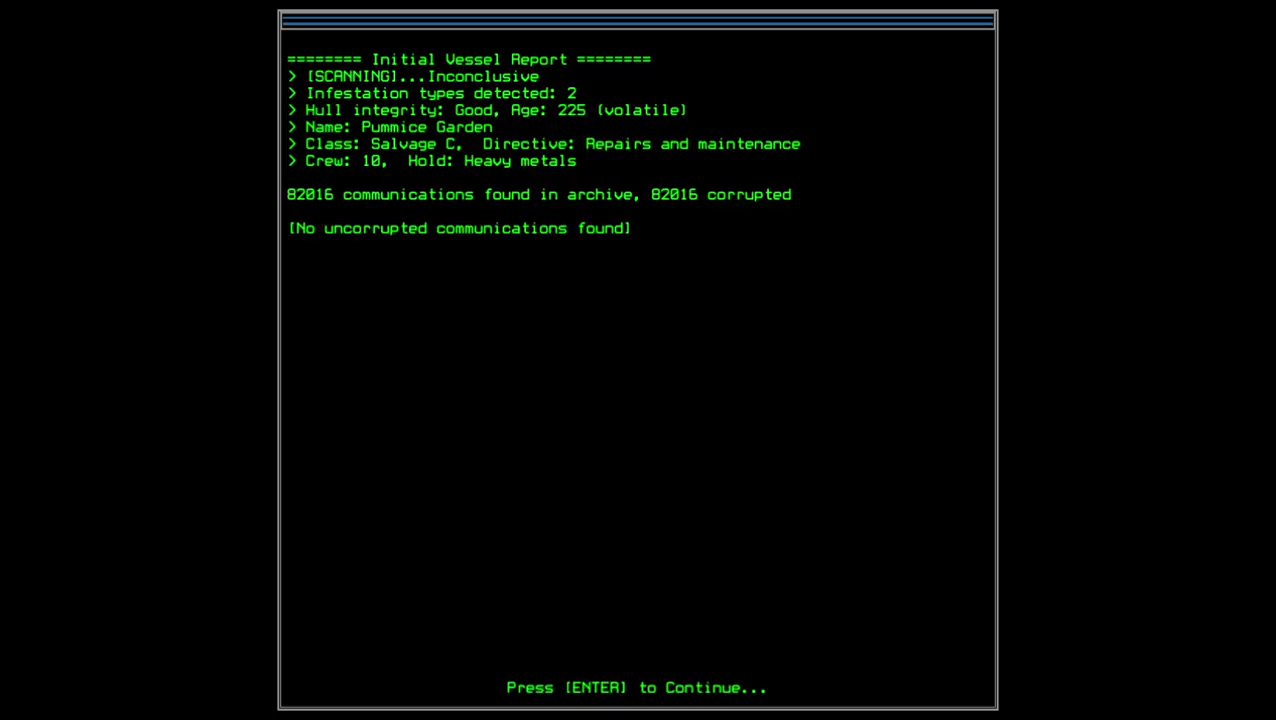 ======== Initial Vessel Report ========
> [SCANNING]...Inconclusive
> Infestation types detected: 2
> Hull integrity: Good, Age: 225 (volatile)
> Name: Pummice Garden
> Class: Salvage C,  Directive: Repairs and maintenance
> Crew: 10,  Hold: Heavy metals
82016 communications found in archive, 82016 corrupted
[No uncorrupted communications found]
Press [ENTER] to Continue...